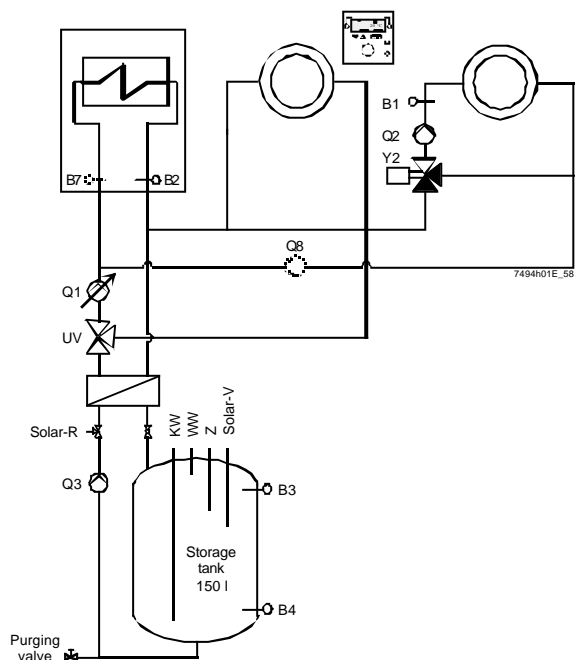 B1
Q2
Y2
B7
B2
Q8
7494h01E_58
Q1
UV
KW
WW
Z
Solar-V
Solar-R
Q3
B3
Storage
tank
150 l
B4
Purging
valve